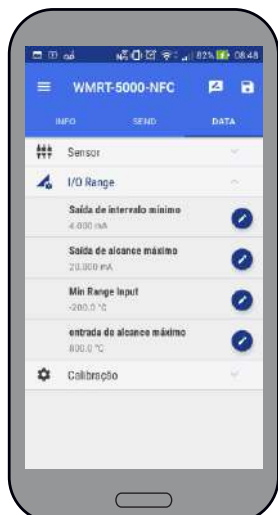 82% 08:48
WMRT-5000-NFC
INFO SEND DATA
Sensor
I/O Range
Saída de intervalo mínimo
4.000 mA
Saída de alcance máximo
20.000 mA
Min Range Input
-200.0 °C
entrada de alcance máximo
800.0 °C
Calibração